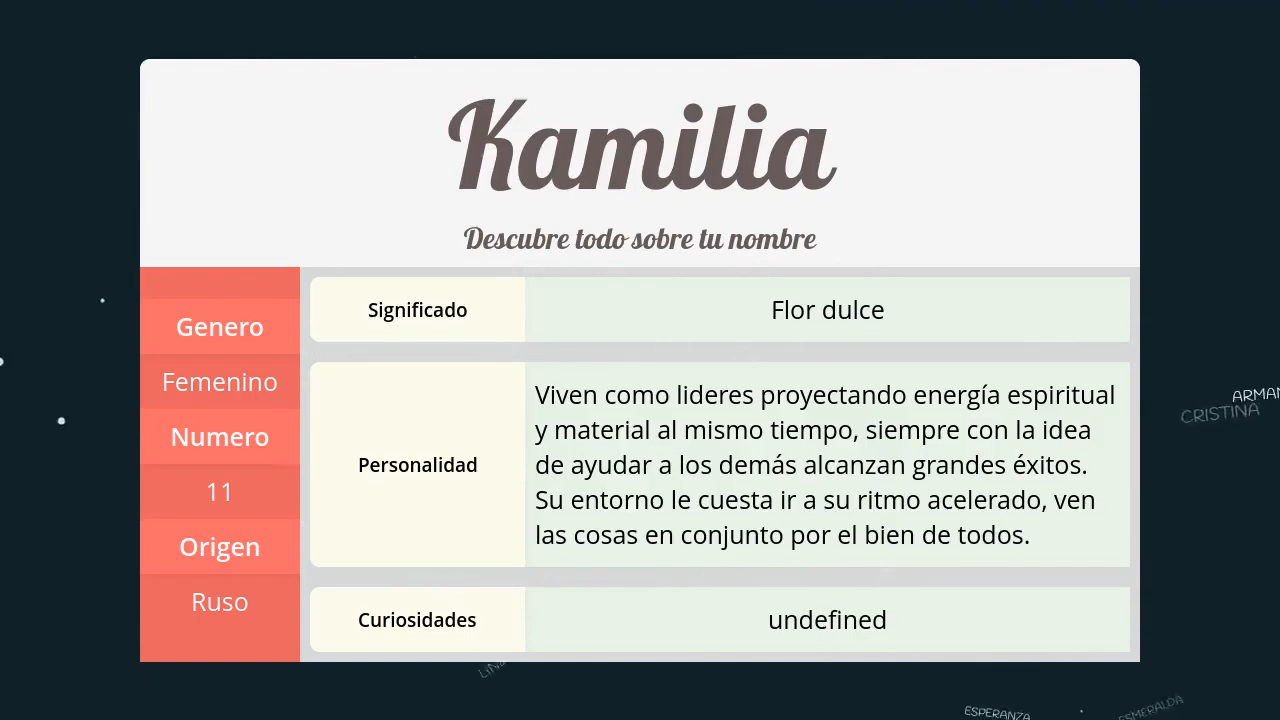 Kamilia
Descubre todo sobre tu nombre
Genero
Femenino
Numero
11
Origen
Ruso
Significado
Flor dulce
Personalidad
Viven como lideres proyectando energía espiritual
y material al mismo tiempo, siempre con la idea
de ayudar a los demás alcanzan grandes éxitos.
Su entorno le cuesta ir a su ritmo acelerado, ven
las cosas en conjunto por el bien de todos.
Curiosidades
undefined
ARMAN
CRISTINA
ESPERANZA
ESMERALDA